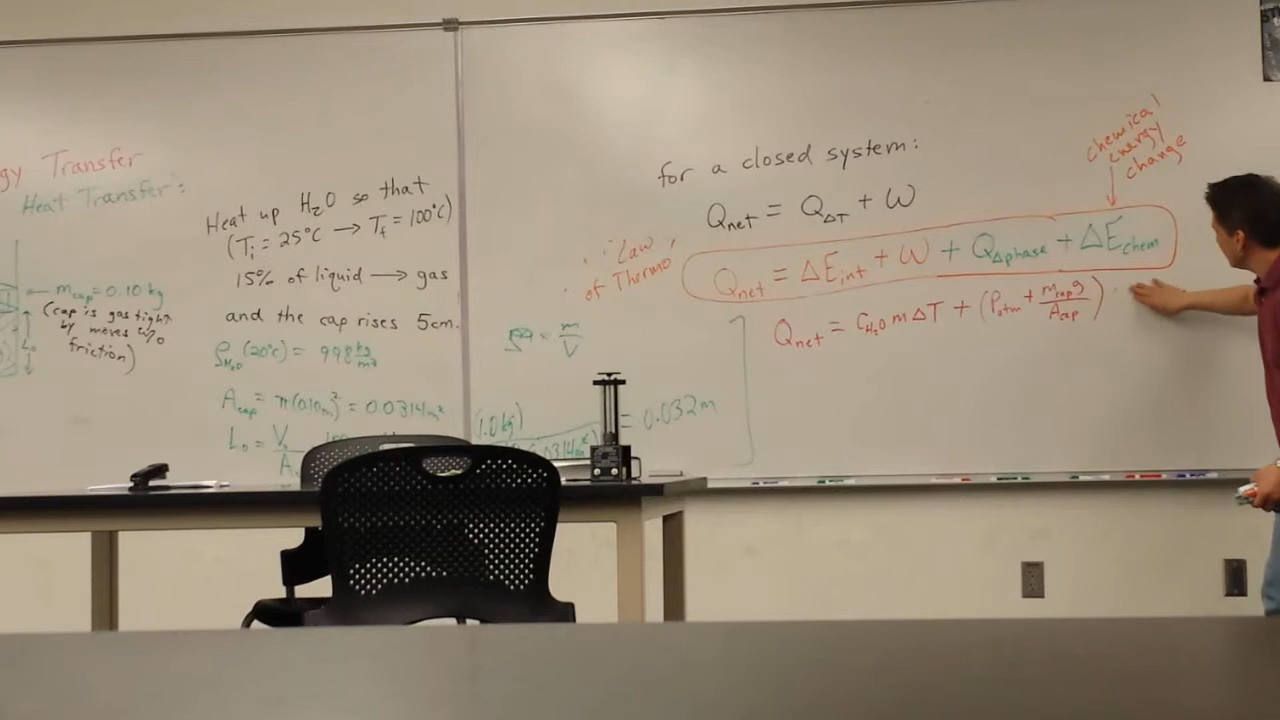 gy Transfer
Heat Transfer:
m_cap = 0.10 kg
(cap is gas tight
by moves w/o
friction)
L₀
Heat up H₂O so that
(Tᵢ = 25°C → T_f = 100°C)
15% of liquid → gas
and the cap rises 5cm.
ρ_H₂O (20°C) = 998 kg/m³
A_cap = π(0.10m)² = 0.0314m²
L₀ = V₀/A
ρ = m/V
(1.0 kg)
0.0314m²)
= 0.032m
Law
of Thermo
for a closed system:
Q_net = Q_ΔT + W
Q_net = ΔE_int + W + Q_Δphase + ΔE_chem
chemical
energy
change
Q_net = C_H₂O m ΔT + (P_atm + m_cap g/A_cap)